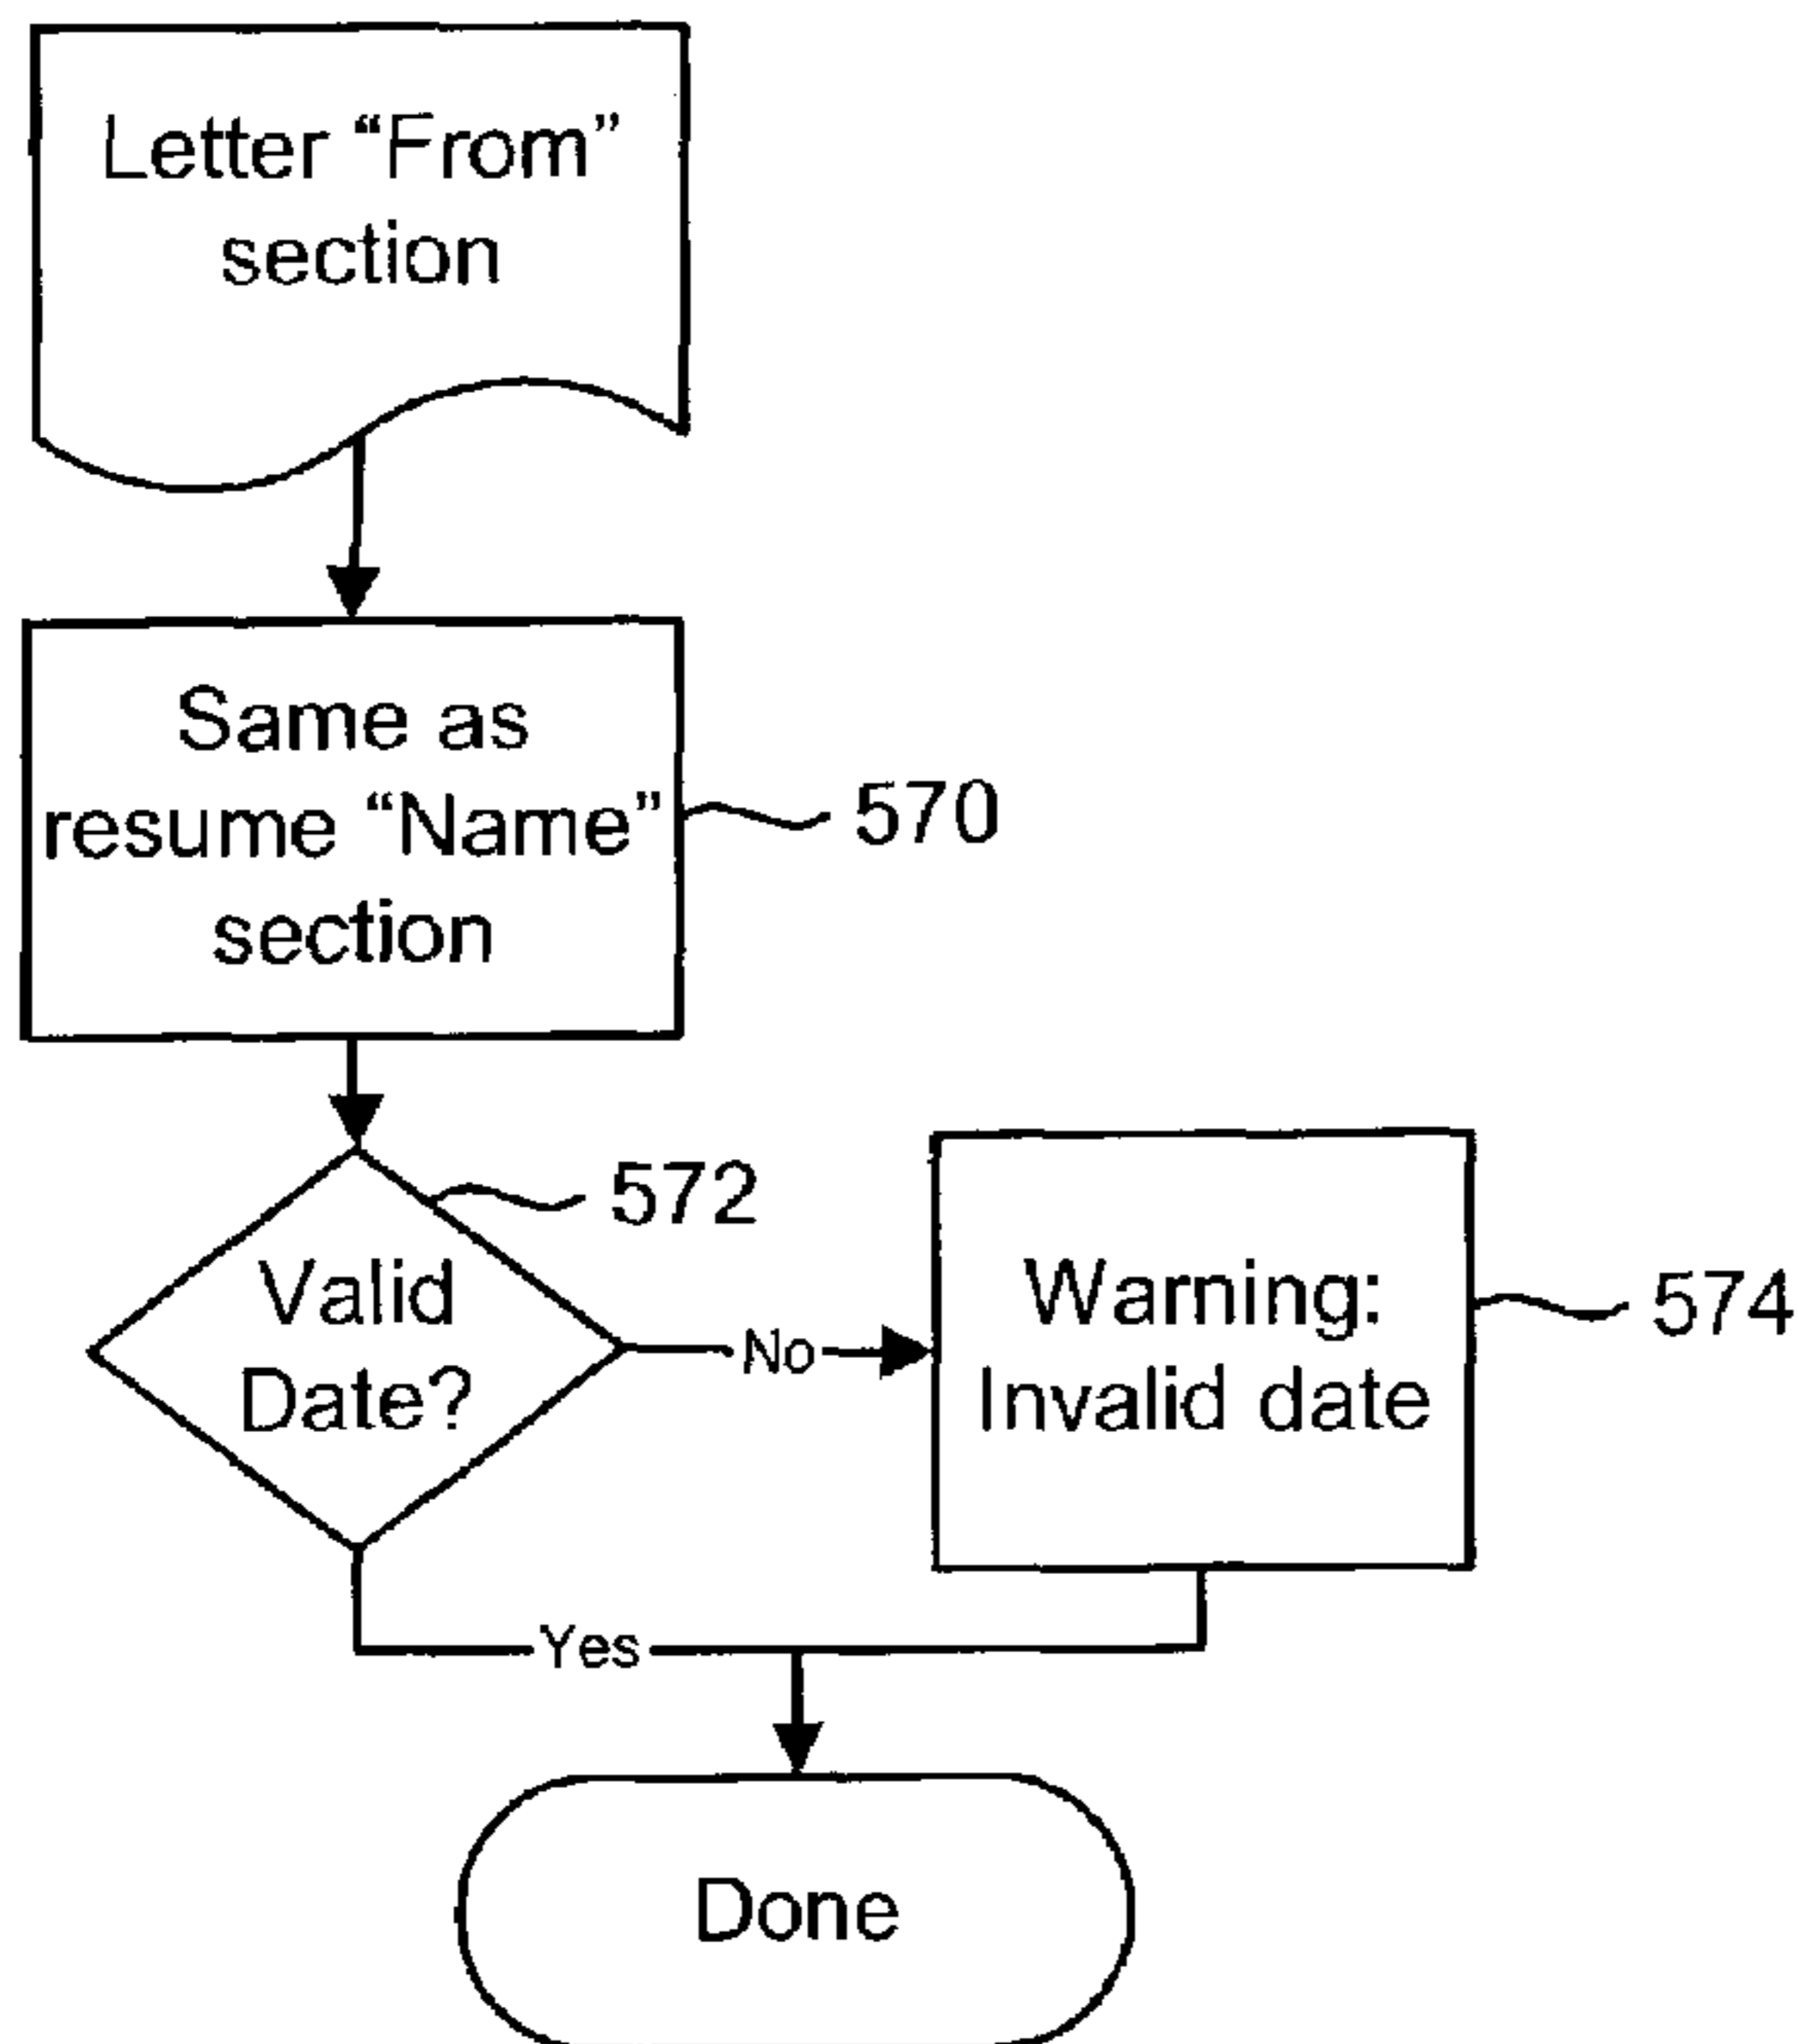 Letter “From”
section
Same as
resume “Name”
section
570
572
Valid
Date?
No
Warning:
Invalid date
574
Yes
Done